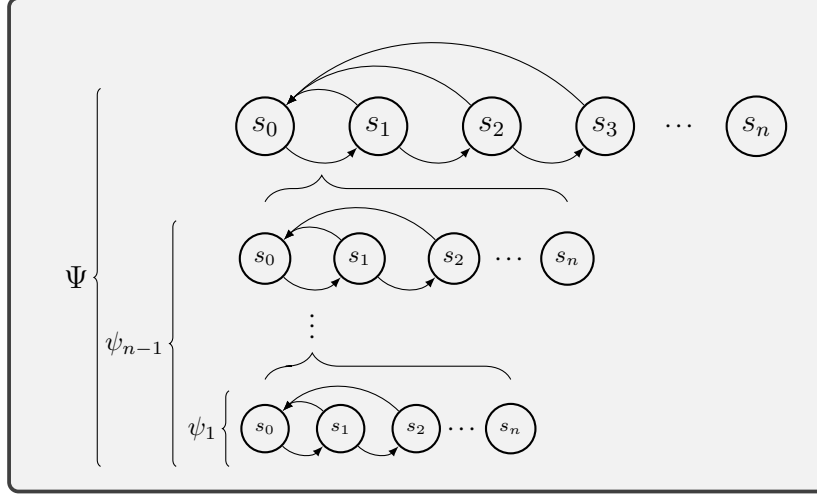 s₀ s₁ s₂ s₃ ⋯ sₙ
Ψ
s₀ s₁ s₂ ⋯ sₙ
⋮
ψₙ₋₁
ψ₁ s₀ s₁ s₂ ⋯ sₙ